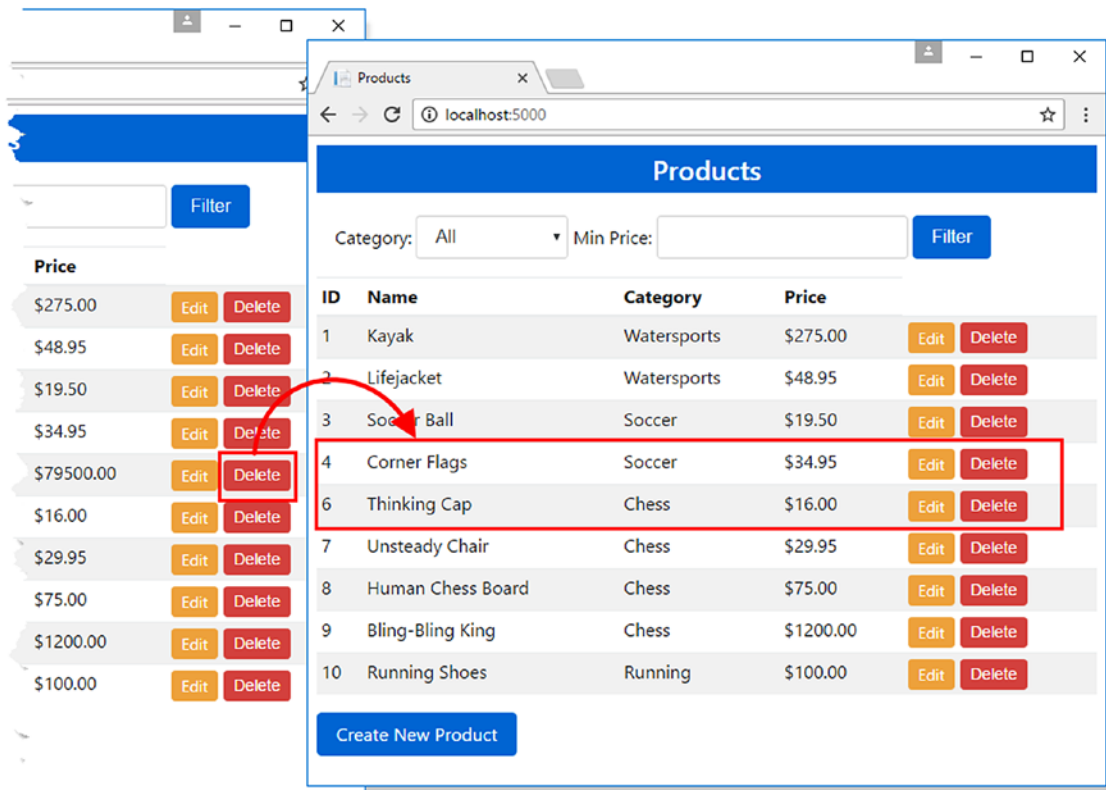 Filter
Price
$275.00 Edit Delete
$48.95 Edit Delete
$19.50 Edit Delete
$34.95 Edit Delete
$79500.00 Edit Delete
$16.00 Edit Delete
$29.95 Edit Delete
$75.00 Edit Delete
$1200.00 Edit Delete
$100.00 Edit Delete
Products
localhost:5000
Products
Category: All Min Price: Filter
ID Name Category Price
1 Kayak Watersports $275.00 Edit Delete
2 Lifejacket Watersports $48.95 Edit Delete
3 Soccer Ball Soccer $19.50 Edit Delete
4 Corner Flags Soccer $34.95 Edit Delete
6 Thinking Cap Chess $16.00 Edit Delete
7 Unsteady Chair Chess $29.95 Edit Delete
8 Human Chess Board Chess $75.00 Edit Delete
9 Bling-Bling King Chess $1200.00 Edit Delete
10 Running Shoes Running $100.00 Edit Delete
Create New Product